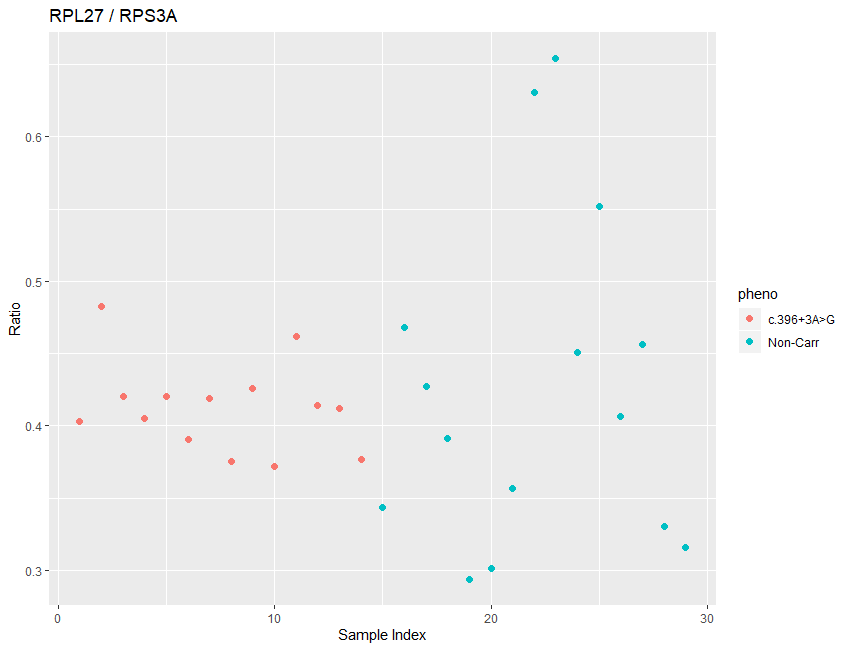 RPL27 / RPS3A
Ratio
0.6
0.5
0.4
0.3
0
10
20
30
Sample Index
pheno
c.396+3A>G
Non-Carr